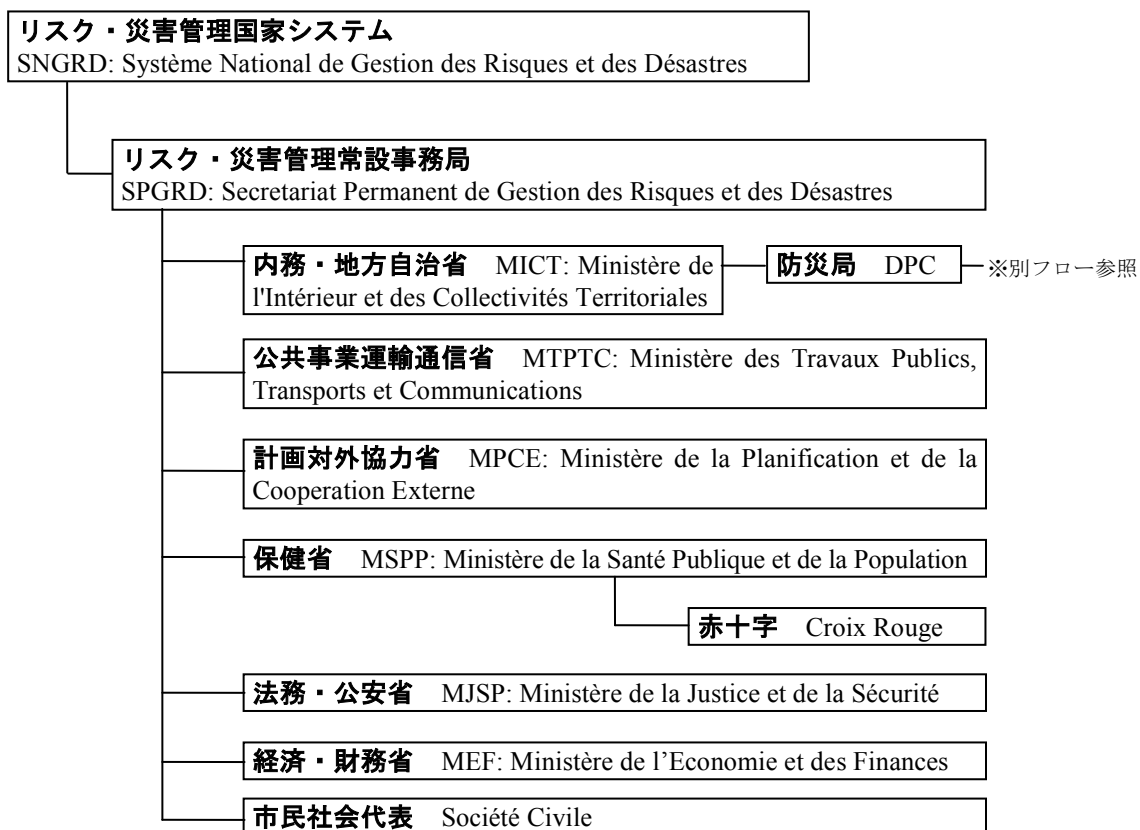 リスク・災害管理国家システム
SNGRD: Système National de Gestion des Risques et des Désastres
リスク・災害管理常設事務局
SPGRD: Secretariat Permanent de Gestion des Risques et des Désastres
内務・地方自治省 MICT: Ministère de
l'Intérieur et des Collectivités Territoriales
防災局 DPC
※別フロー参照
公共事業運輸通信省 MTPTC: Ministère des Travaux Publics,
Transports et Communications
計画対外協力省 MPCE: Ministère de la Planification et de la
Cooperation Externe
保健省 MSPP: Ministère de la Santé Publique et de la Population
赤十字 Croix Rouge
法務・公安省 MJSP: Ministère de la Justice et de la Sécurité
経済・財務省 MEF: Ministère de l’Economie et des Finances
市民社会代表 Société Civile